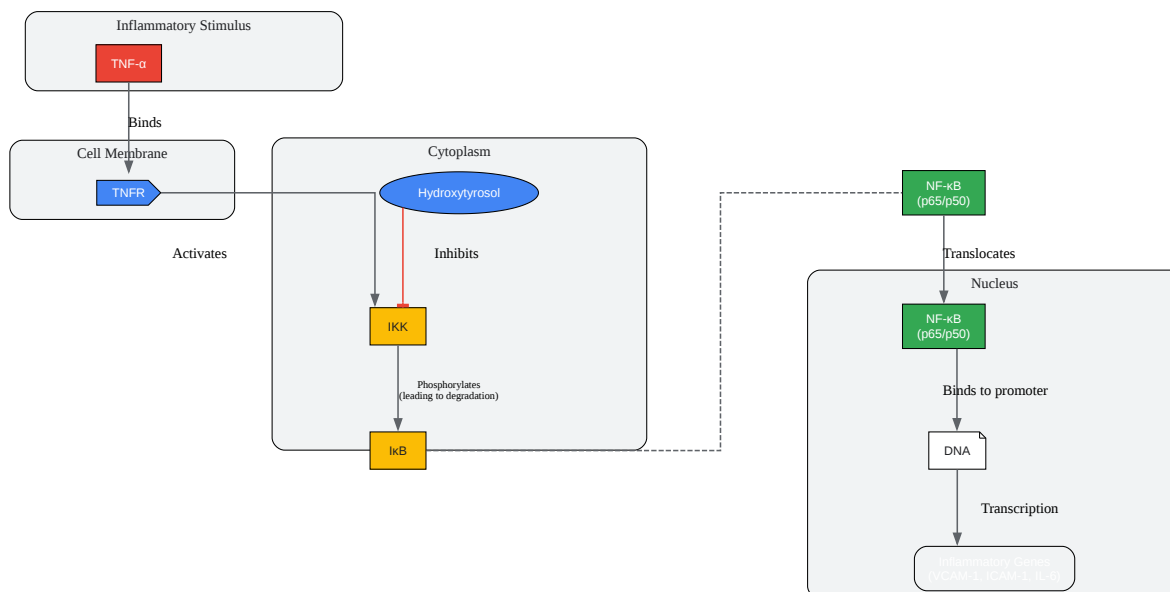 Inflammatory Stimulus
TNF-α
Binds
Cell Membrane
TNFR
Activates
Cytoplasm
Hydroxytyrosol
Inhibits
IKK
Phosphorylates
(leading to degradation)
IκB
NF-κB
(p65/p50)
Translocates
Nucleus
NF-κB
(p65/p50)
Binds to promoter
DNA
Transcription
Inflammatory Genes
(VCAM-1, ICAM-1, IL-6)